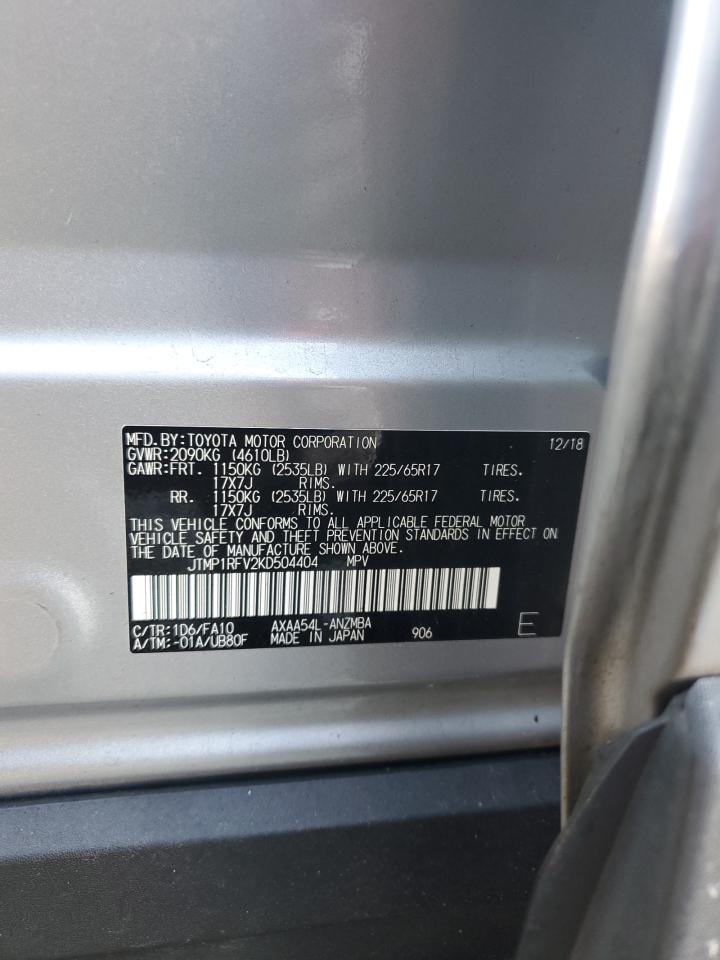 MFD.BY:TOYOTA MOTOR CORPORATION 12/18
GVWR:2090KG (4610LB)
GAWR:FRT. 1150KG (2535LB) WITH 225/65R17 TIRES.
17X7J RIMS.
RR. 1150KG (2535LB) WITH 225/65R17 TIRES.
17X7J RIMS.
THIS VEHICLE CONFORMS TO ALL APPLICABLE FEDERAL MOTOR
VEHICLE SAFETY AND THEFT PREVENTION STANDARDS IN EFFECT ON
THE DATE OF MANUFACTURE SHOWN ABOVE.
JTMP1RFV2KD504404 MPV
C/TR:1D6/FA10 AXAA54L-ANZMBA
A/TM:-01A/UB80F MADE IN JAPAN 906 E